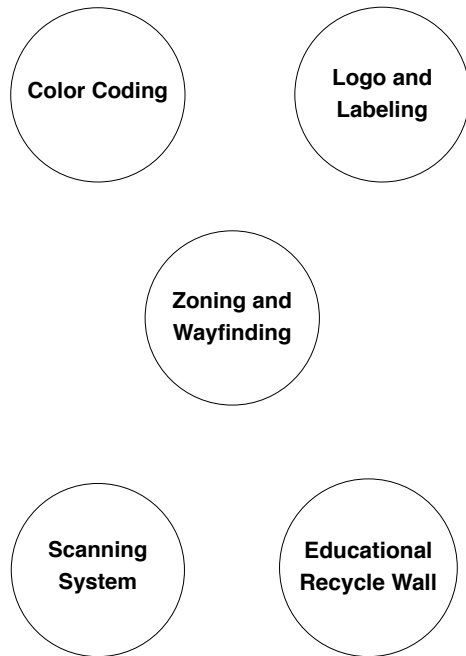 Color Coding
Logo and
Labeling
Zoning and
Wayfinding
Scanning
System
Educational
Recycle Wall